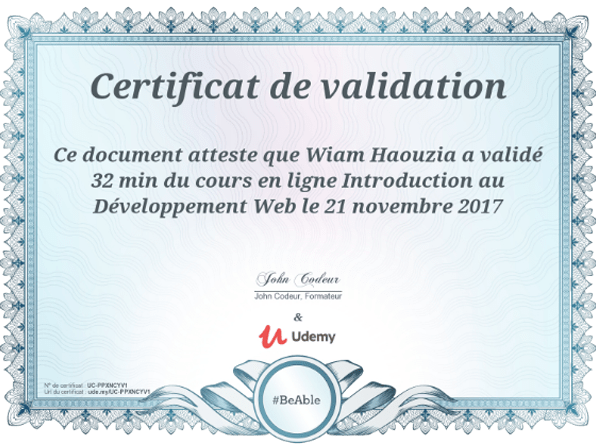 Certificat de validation
Ce document atteste que Wiam Haouzia a validé
32 min du cours en ligne Introduction au
Développement Web le 21 novembre 2017
John Codeur
John Codeur, Formateur
&
Udemy
N° de certificat : UC-PPXNCYV1
Url du certificat : ude.my/UC-PPXNCYV1
#BeAble